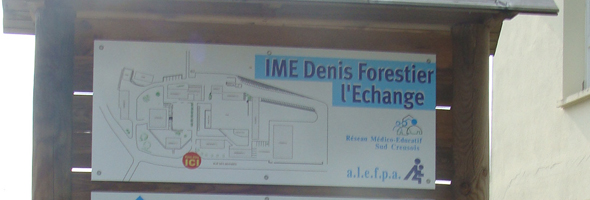 IME Denis Forestier
l'Echange
Réseau Médico-Educatif
Sud Creusois
ICI
a.l.e.f.p.a.